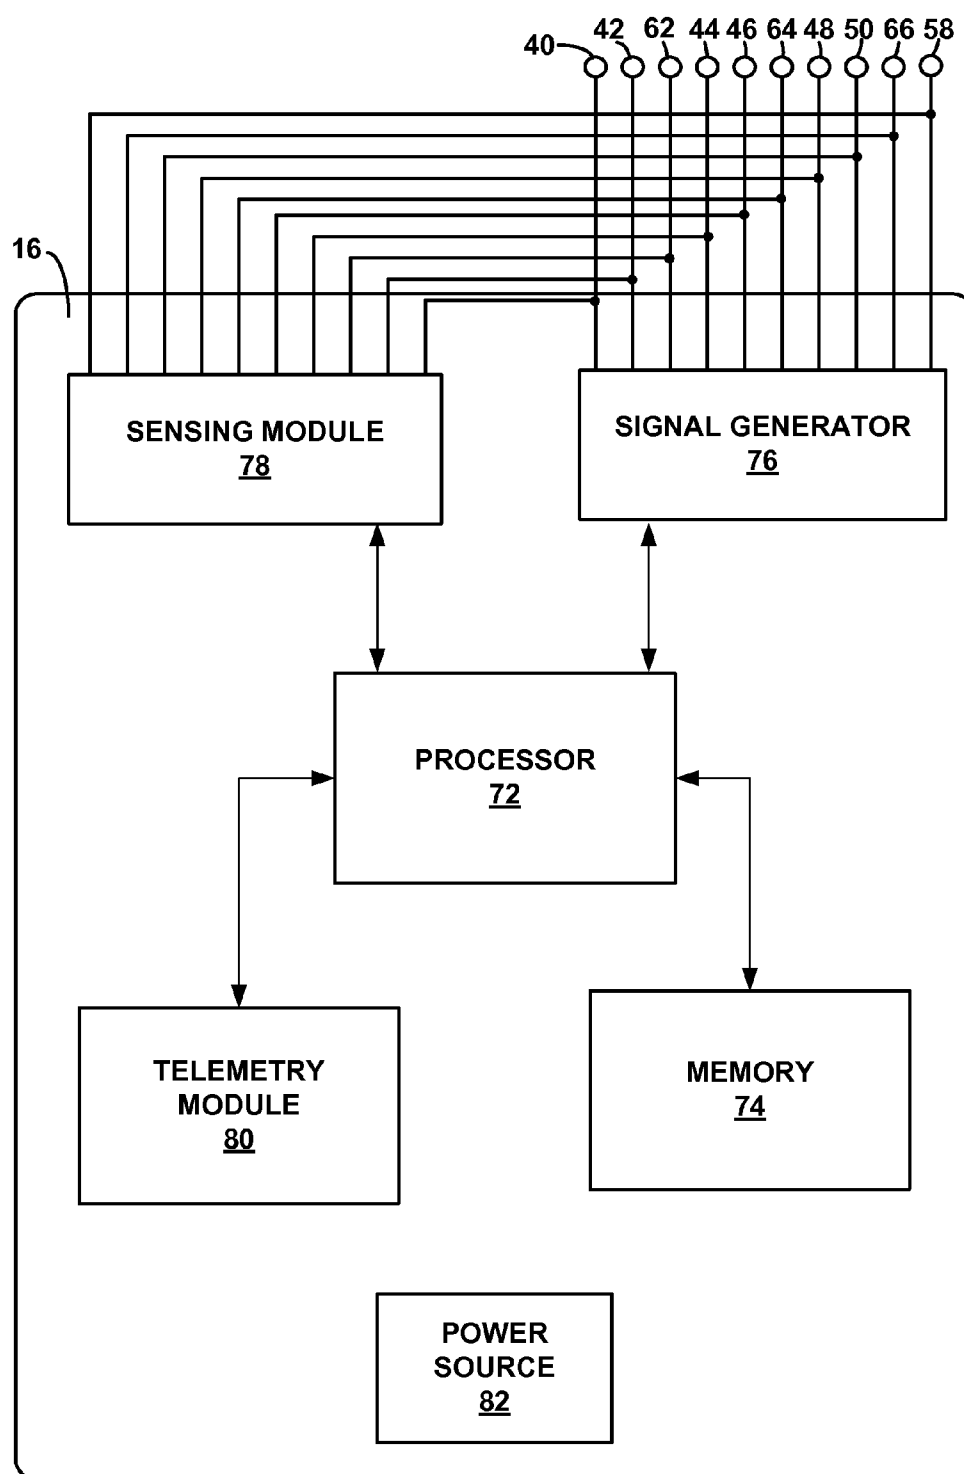 40 42 62 44 46 64 48 50 66 58
16
SENSING MODULE
78
SIGNAL GENERATOR
76
PROCESSOR
72
TELEMETRY
MODULE
80
MEMORY
74
POWER
SOURCE
82